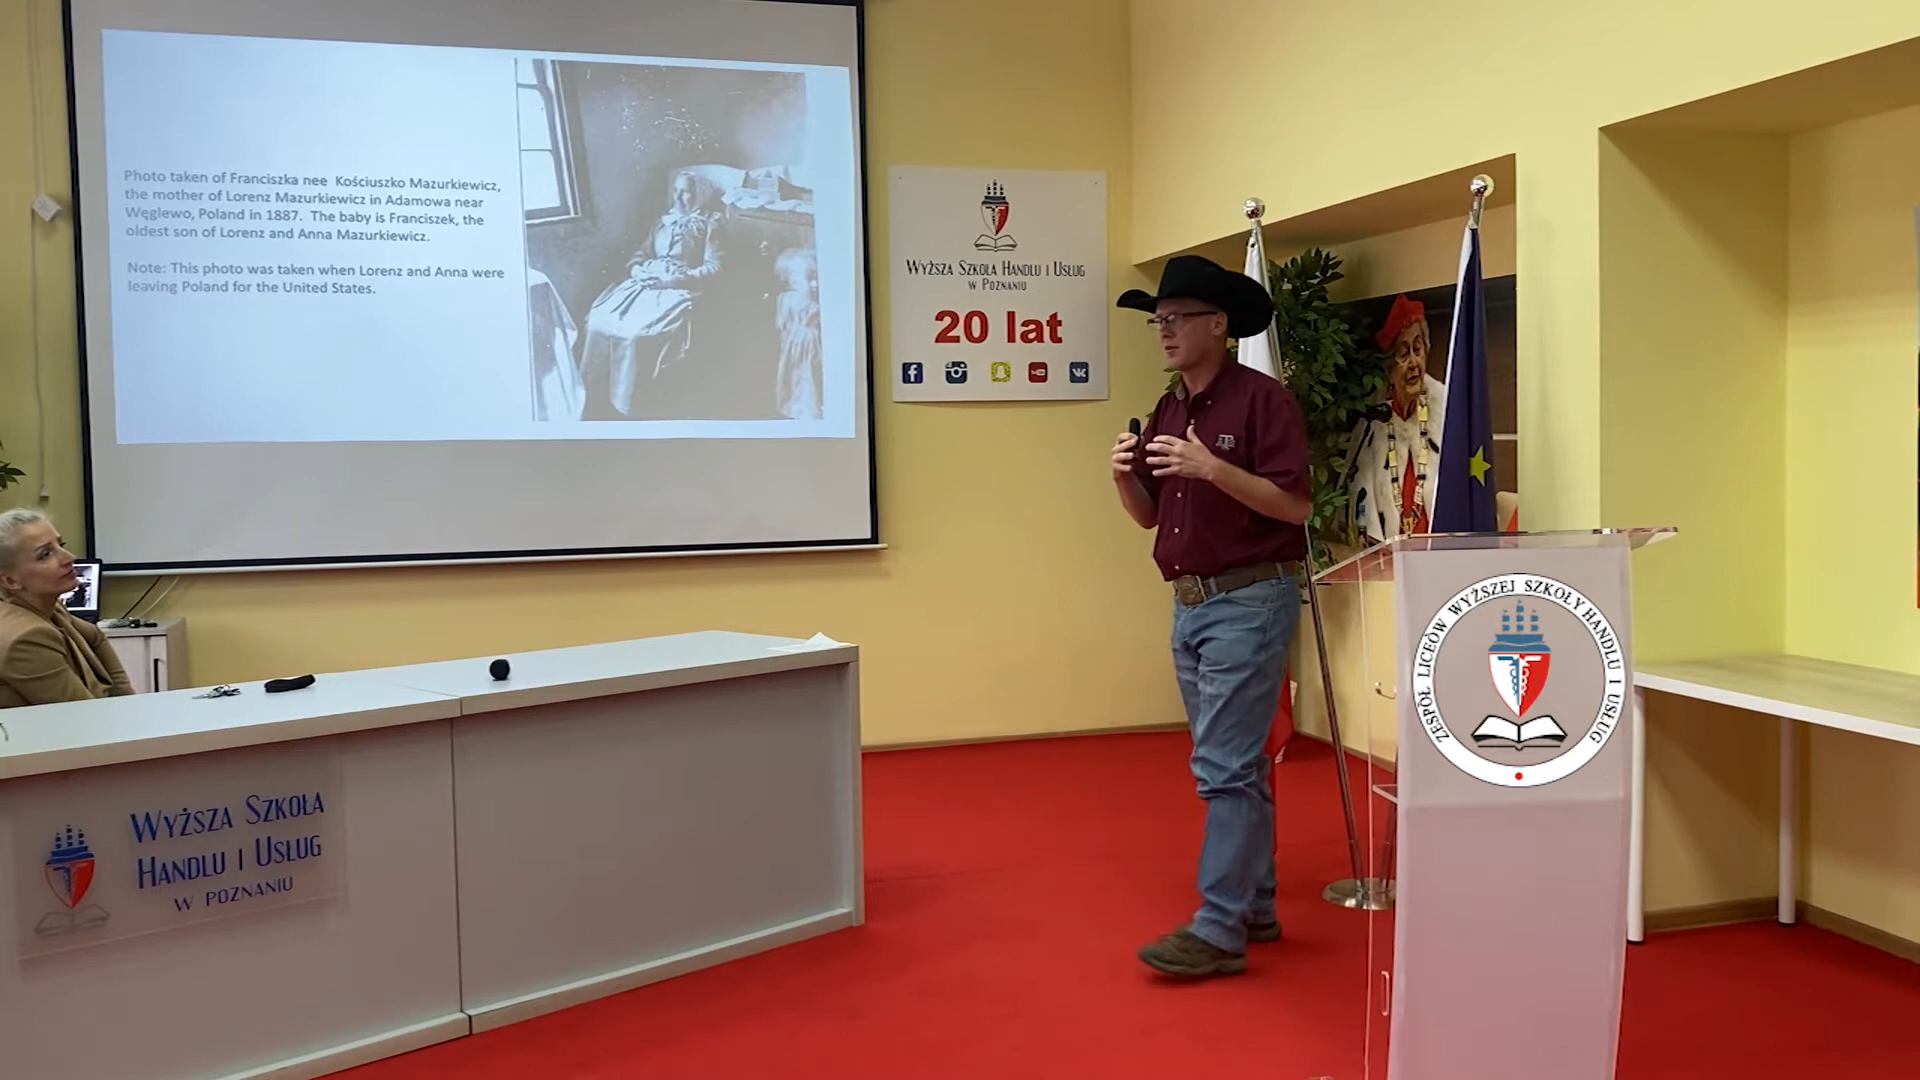 Photo taken of Franciszka nee Kościuszko Mazurkiewicz,
the mother of Lorenz Mazurkiewicz in Adamowa near
Węglewo, Poland in 1887. The baby is Franciszek, the
oldest son of Lorenz and Anna Mazurkiewicz.
Note: This photo was taken when Lorenz and Anna were
leaving Poland for the United States.
Wyższa Szkoła Handlu i Usług
w Poznaniu
20 lat
ATM
ZESPÓŁ LICEÓW WYŻSZEJ SZKOŁY HANDLU I USŁUG
Wyższa Szkoła
Handlu i Usług
w Poznaniu